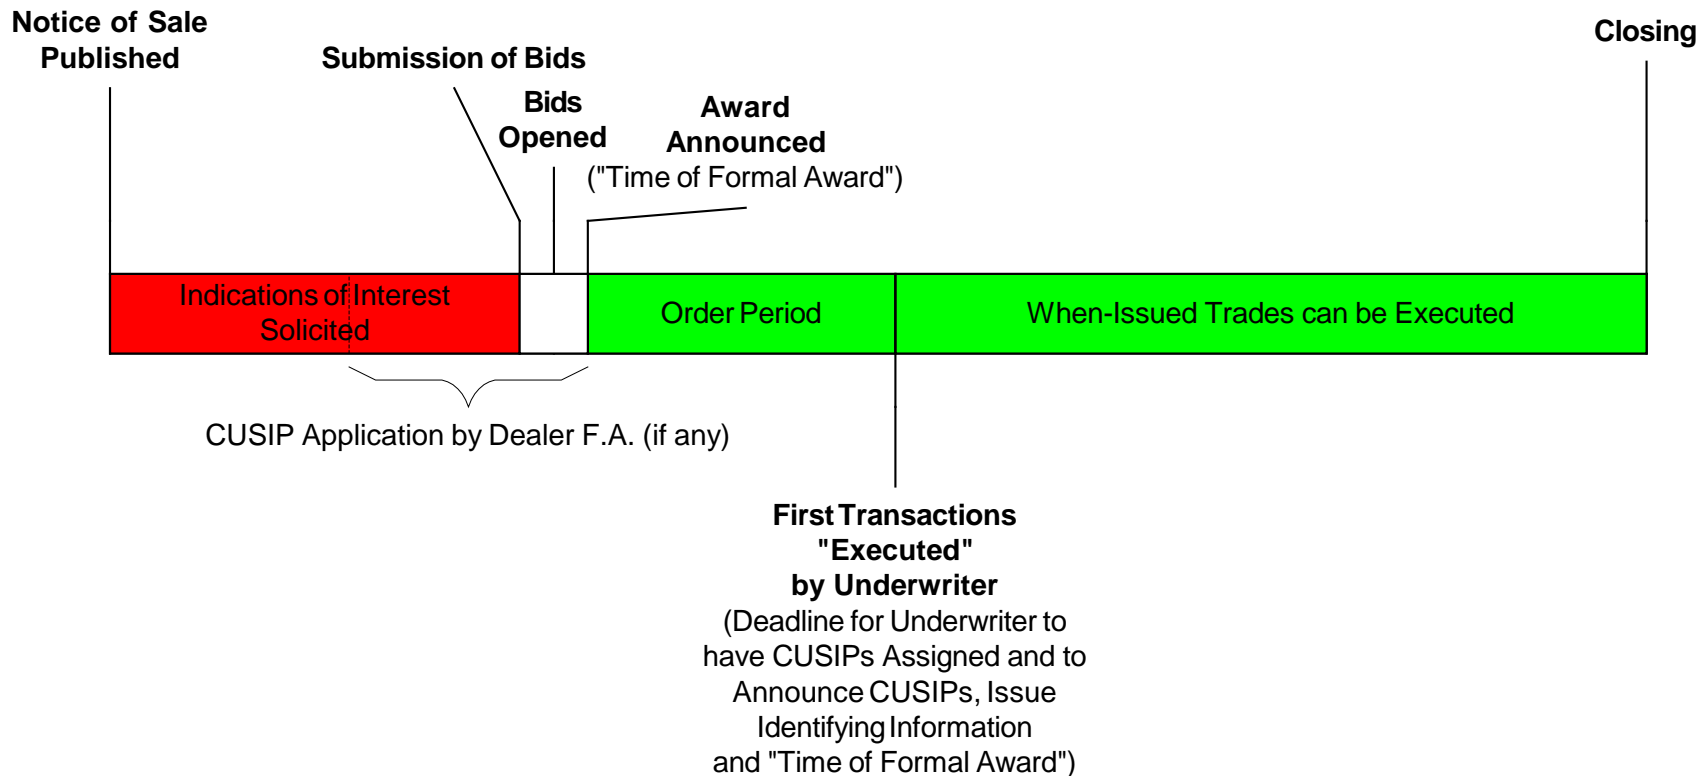 Notice of Sale
Published
Submission of Bids
Bids
Opened
Award
Announced
("Time of Formal Award")
Closing
Indications of Interest
Solicited
Order Period
When-Issued Trades can be Executed
CUSIP Application by Dealer F.A. (if any)
First Transactions
"Executed"
by Underwriter
(Deadline for Underwriter to
have CUSIPs Assigned and to
Announce CUSIPs, Issue
Identifying Information
and "Time of Formal Award")